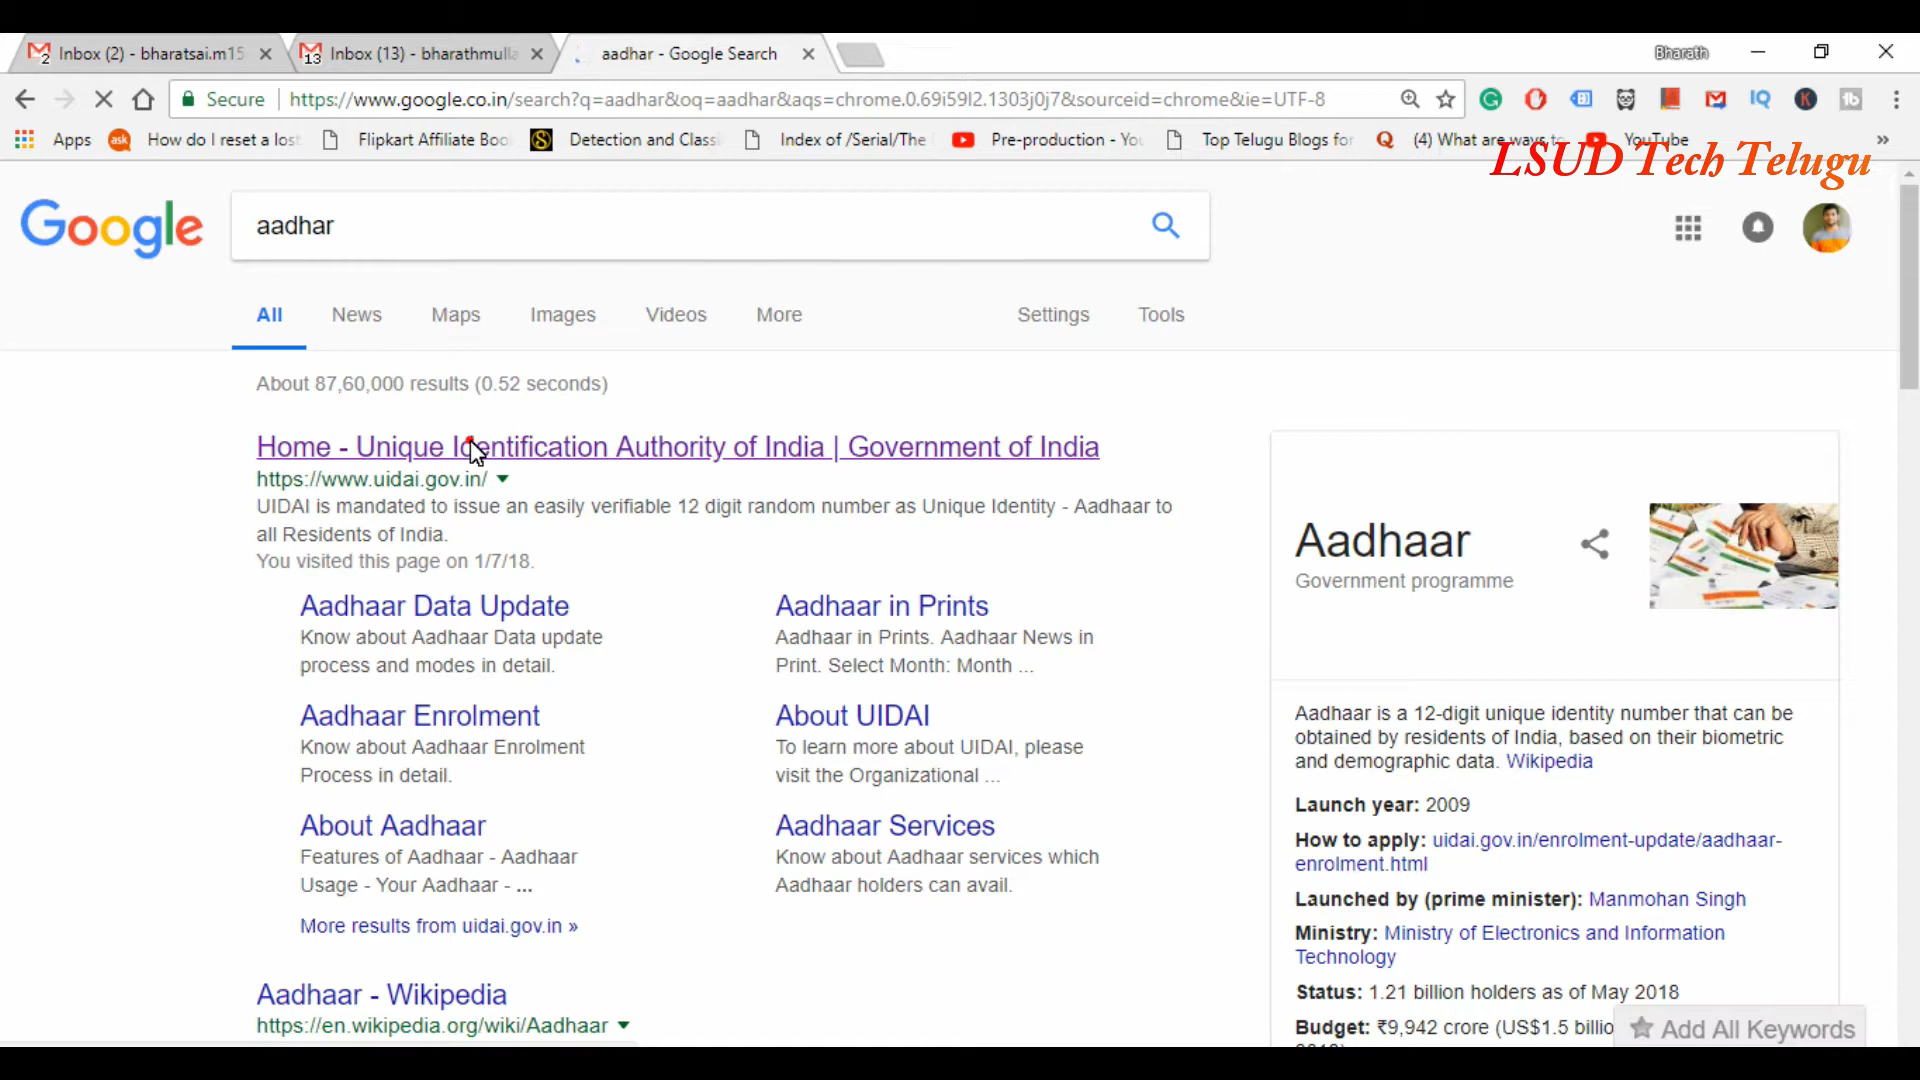 Inbox (2) - bharatsai.m15
Inbox (13) - bharathmulla
aadhar - Google Search
Bharath
2
13
Secure
https://www.google.co.in/search?q=aadhar&oq=aadhar&aqs=chrome.0.69i59l2.1303j0j7&sourceid=chrome&ie=UTF-8
Apps
ask
How do I reset a lost
Flipkart Affiliate Boo
Detection and Classi
Index of /Serial/The
Pre-production - You
Top Telugu Blogs for
(4) What are ways to
YouTube
»
LSUD Tech Telugu
Google
aadhar
All
News
Maps
Images
Videos
More
Settings
Tools
About 87,60,000 results (0.52 seconds)
Home - Unique Identification Authority of India | Government of India
https://www.uidai.gov.in/
UIDAI is mandated to issue an easily verifiable 12 digit random number as Unique Identity - Aadhaar to
all Residents of India.
You visited this page on 1/7/18.
Aadhaar Data Update
Know about Aadhaar Data update
process and modes in detail.
Aadhaar in Prints
Aadhaar in Prints. Aadhaar News in
Print. Select Month: Month ...
Aadhaar Enrolment
Know about Aadhaar Enrolment
Process in detail.
About UIDAI
To learn more about UIDAI, please
visit the Organizational ...
About Aadhaar
Features of Aadhaar - Aadhaar
Usage - Your Aadhaar - ...
Aadhaar Services
Know about Aadhaar services which
Aadhaar holders can avail.
More results from uidai.gov.in »
Aadhaar - Wikipedia
https://en.wikipedia.org/wiki/Aadhaar
Aadhaar
Government programme
Aadhaar is a 12-digit unique identity number that can be
obtained by residents of India, based on their biometric
and demographic data. Wikipedia
Launch year: 2009
How to apply: uidai.gov.in/enrolment-update/aadhaar-
enrolment.html
Launched by (prime minister): Manmohan Singh
Ministry: Ministry of Electronics and Information
Technology
Status: 1.21 billion holders as of May 2018
Budget: ₹9,942 crore (US$1.5 billio
Add All Keywords